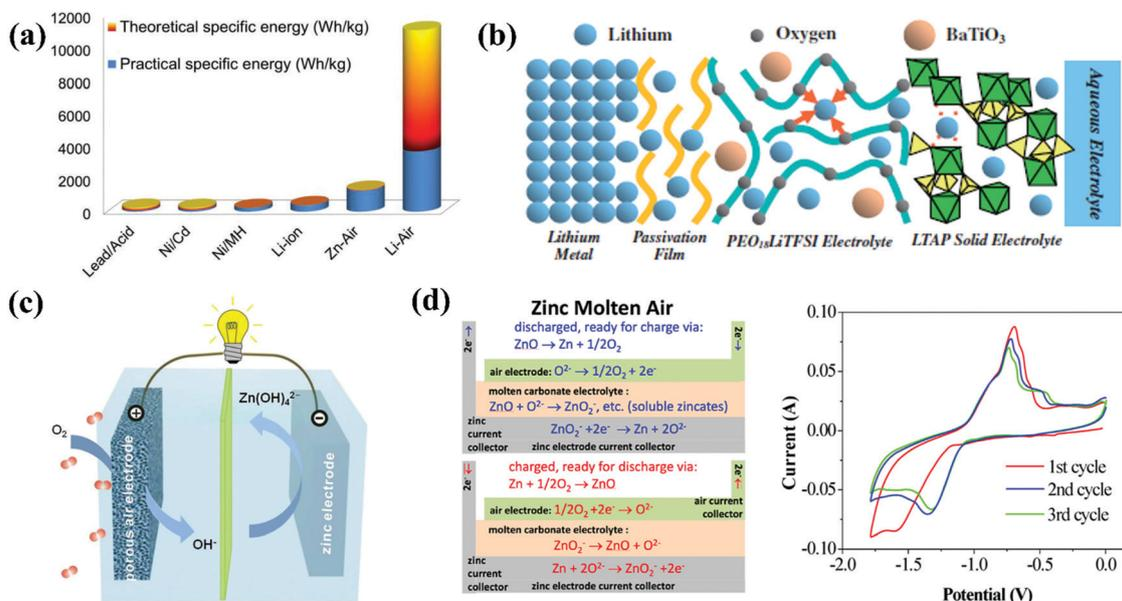 (a)
12000
10000
8000
6000
4000
2000
0
Theoretical specific energy (Wh/kg)
Practical specific energy (Wh/kg)
Lead/Acid
Ni/Cd
Ni/MH
Li-ion
Zn-Air
Li-Air
(b)
Lithium
Oxygen
BaTiO₃
Aqueous Electrolyte
Lithium
Metal
Passivation
Film
PEO₁₈LiTFSI Electrolyte
LTAP Solid Electrolyte
(c)
O₂
+
porous air electrode
OH⁻
Zn(OH)₄²⁻
−
zinc electrode
(d)
Zinc Molten Air
2e⁻→
discharged, ready for charge via:
ZnO → Zn + 1/2O₂
2e⁻→
air electrode: O²⁻ → 1/2O₂ + 2e⁻
molten carbonate electrolyte :
ZnO + O²⁻ → ZnO₂⁻, etc. (soluble zincates)
zinc
current
collector
ZnO₂⁻ +2e⁻ → Zn + 2O²⁻
zinc electrode current collector
2e⁻→
charged, ready for discharge via:
Zn + 1/2O₂ → ZnO
2e⁻→
air current
collector
air electrode: 1/2O₂ +2e⁻ → O²⁻
molten carbonate electrolyte :
ZnO₂⁻ → ZnO + O²⁻
zinc
current
collector
Zn + 2O²⁻ → ZnO₂⁻ +2e⁻
zinc electrode current collector
Current (A)
0.10
0.05
0.00
-0.05
-0.10
1st cycle
2nd cycle
3rd cycle
-2.0
-1.5
-1.0
-0.5
0.0
Potential (V)